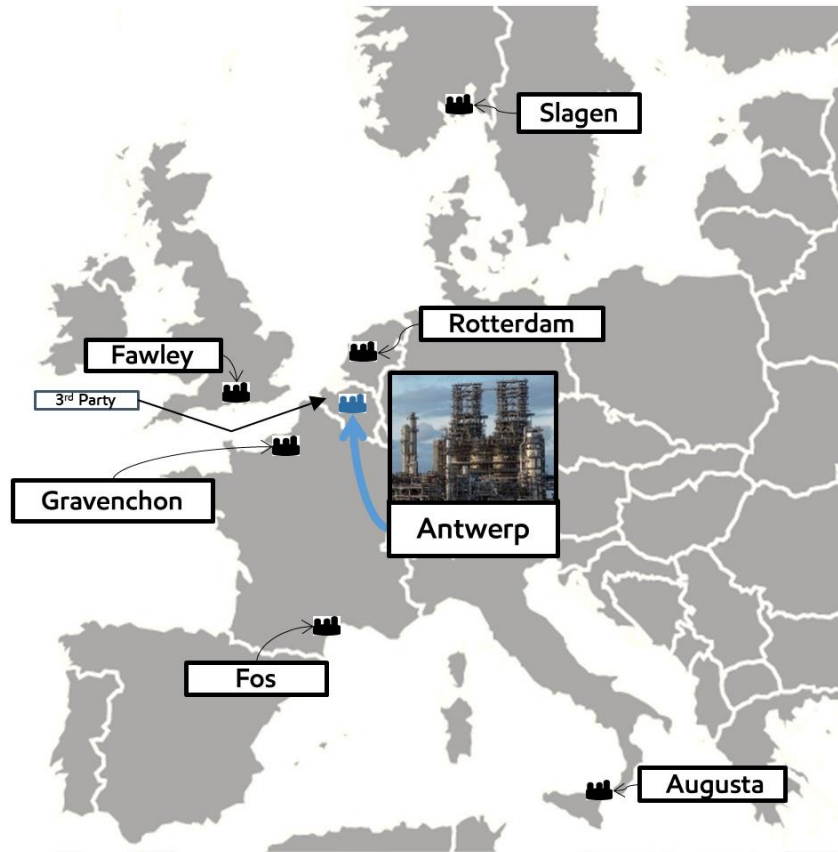 Slagen
Rotterdam
Fawley
3rd Party
Gravenchon
Antwerp
Fos
Augusta